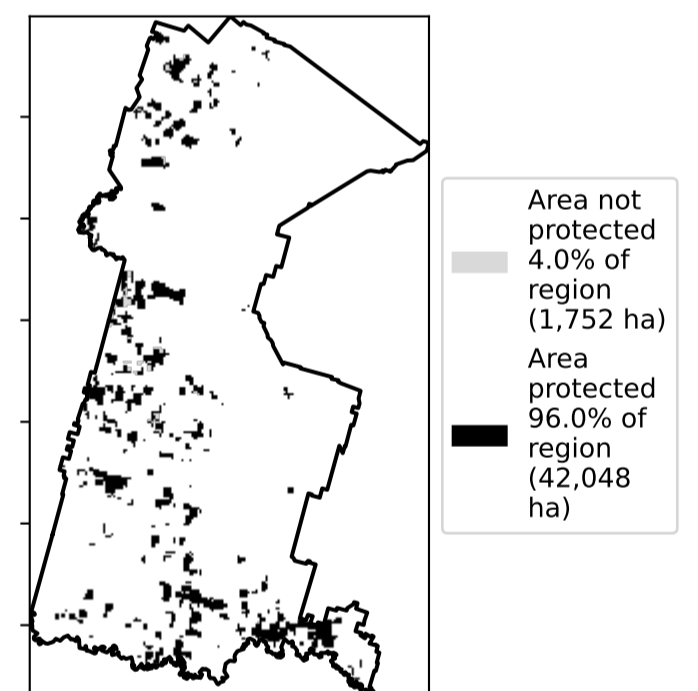 Area not
protected
4.0% of
region
(1,752 ha)
Area
protected
96.0% of
region
(42,048
ha)